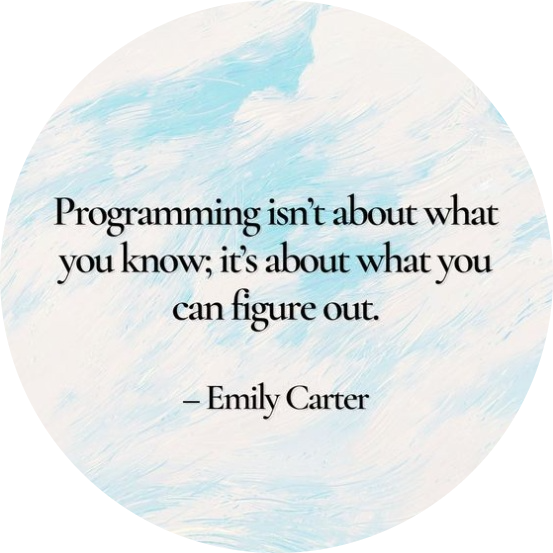 Programming isn’t about what
you know; it’s about what you
can figure out.
– Emily Carter